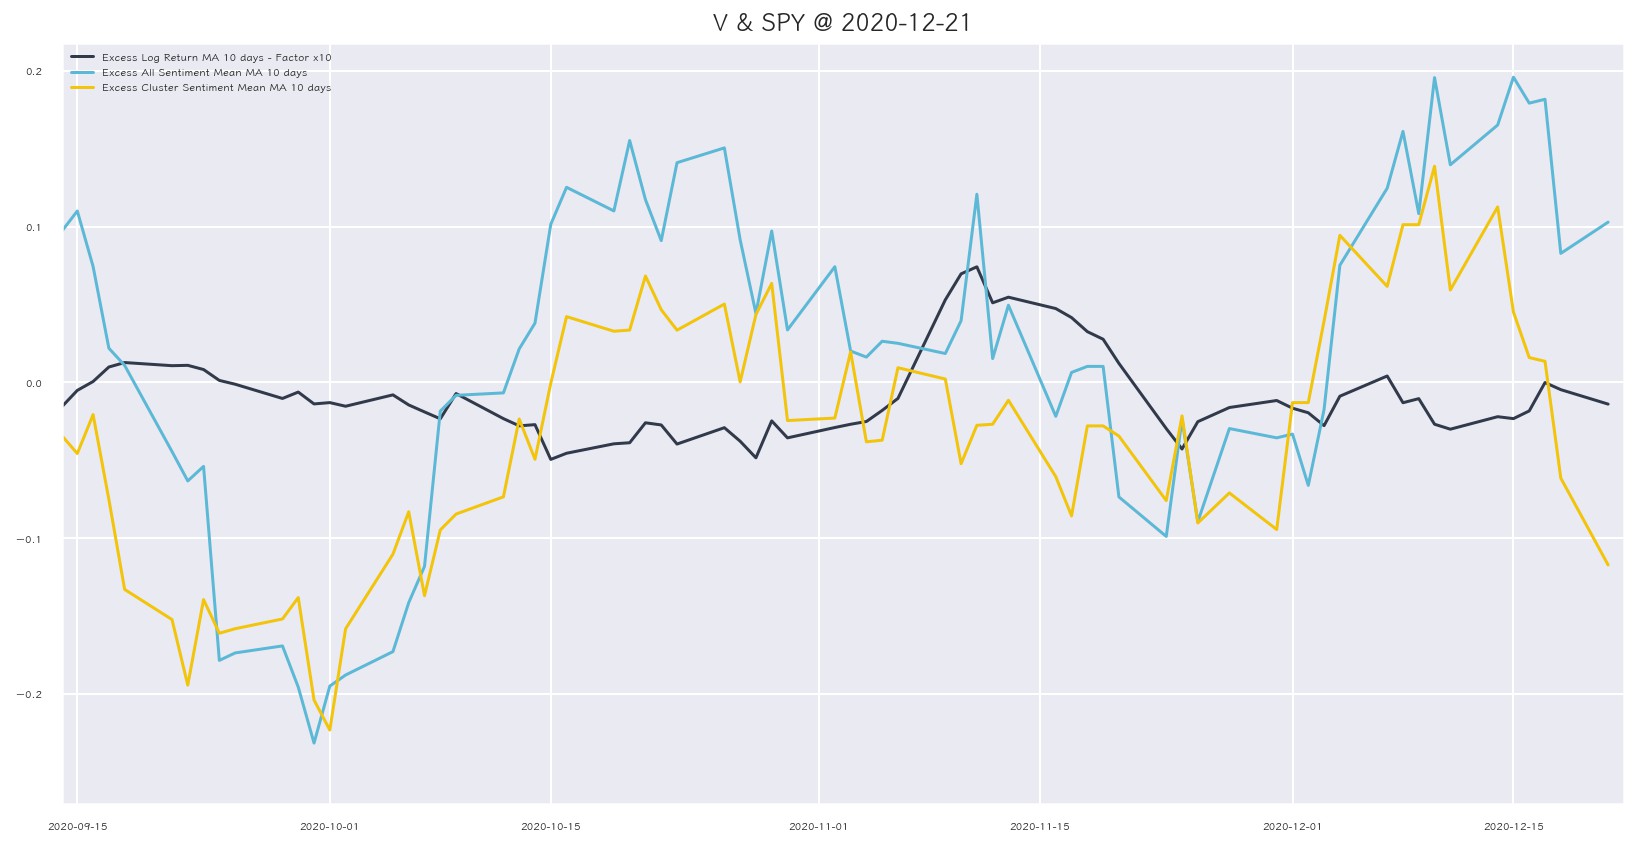 V & SPY @ 2020-12-21
Excess Log Return MA 10 days - Factor x10
Excess All Sentiment Mean MA 10 days
Excess Cluster Sentiment Mean MA 10 days
0.2
0.1
0.0
−0.1
−0.2
2020-09-15 2020-10-01 2020-10-15 2020-11-01 2020-11-15 2020-12-01 2020-12-15